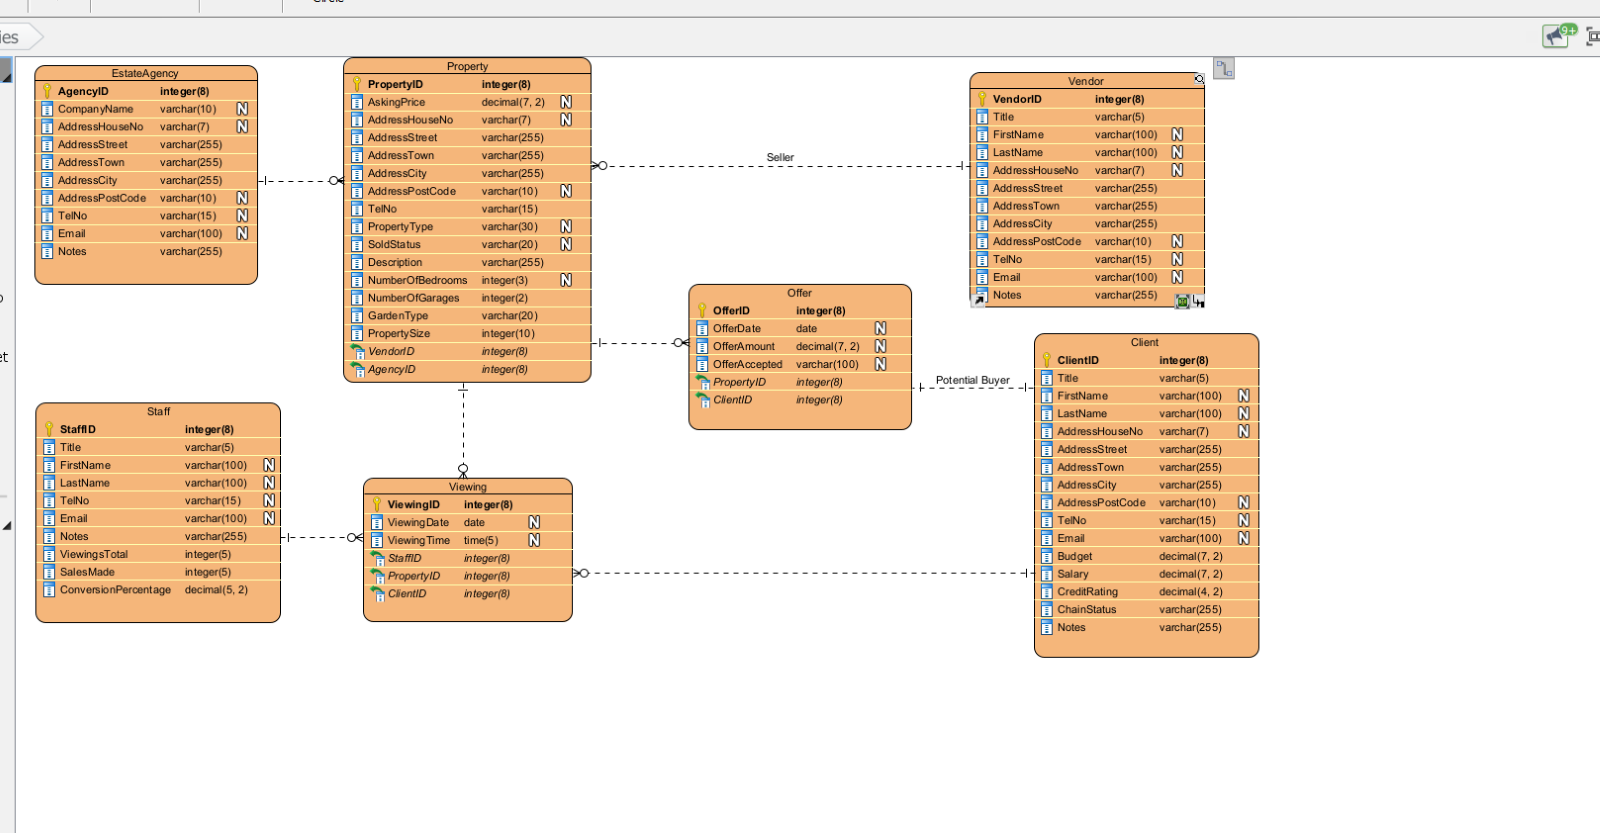 Circle
ies
9+
EstateAgency
AgencyID integer(8)
CompanyName varchar(10) N
AddressHouseNo varchar(7) N
AddressStreet varchar(255)
AddressTown varchar(255)
AddressCity varchar(255)
AddressPostCode varchar(10) N
TelNo varchar(15) N
Email varchar(100) N
Notes varchar(255)
Property
PropertyID integer(8)
AskingPrice decimal(7, 2) N
AddressHouseNo varchar(7) N
AddressStreet varchar(255)
AddressTown varchar(255)
AddressCity varchar(255)
AddressPostCode varchar(10) N
TelNo varchar(15)
PropertyType varchar(30) N
SoldStatus varchar(20) N
Description varchar(255)
NumberOfBedrooms integer(3) N
NumberOfGarages integer(2)
GardenType varchar(20)
PropertySize integer(10)
VendorID integer(8)
AgencyID integer(8)
Seller
Vendor
VendorID integer(8)
Title varchar(5)
FirstName varchar(100) N
LastName varchar(100) N
AddressHouseNo varchar(7) N
AddressStreet varchar(255)
AddressTown varchar(255)
AddressCity varchar(255)
AddressPostCode varchar(10) N
TelNo varchar(15) N
Email varchar(100) N
Notes varchar(255)
Offer
OfferID integer(8)
OfferDate date N
OfferAmount decimal(7, 2) N
OfferAccepted varchar(100) N
PropertyID integer(8)
ClientID integer(8)
Potential Buyer
Client
ClientID integer(8)
Title varchar(5)
FirstName varchar(100) N
LastName varchar(100) N
AddressHouseNo varchar(7) N
AddressStreet varchar(255)
AddressTown varchar(255)
AddressCity varchar(255)
AddressPostCode varchar(10) N
TelNo varchar(15) N
Email varchar(100) N
Budget decimal(7, 2)
Salary decimal(7, 2)
CreditRating decimal(4, 2)
ChainStatus varchar(255)
Notes varchar(255)
et
Staff
StaffID integer(8)
Title varchar(5)
FirstName varchar(100) N
LastName varchar(100) N
TelNo varchar(15) N
Email varchar(100) N
Notes varchar(255)
ViewingsTotal integer(5)
SalesMade integer(5)
ConversionPercentage decimal(5, 2)
Viewing
ViewingID integer(8)
ViewingDate date N
ViewingTime time(5) N
StaffID integer(8)
PropertyID integer(8)
ClientID integer(8)